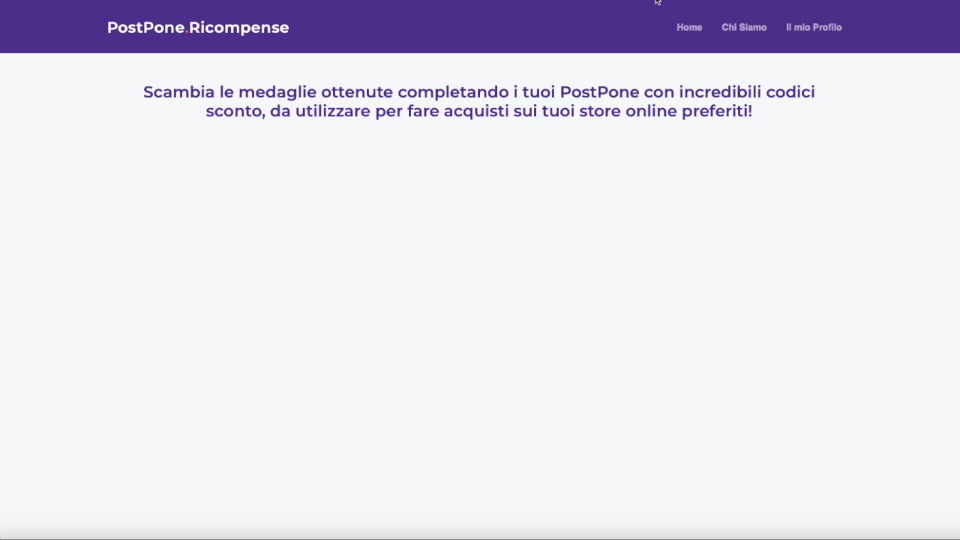 PostPone.Ricompense
Home Chi Siamo Il mio Profilo
Scambia le medaglie ottenute completando i tuoi PostPone con incredibili codici
sconto, da utilizzare per fare acquisti sui tuoi store online preferiti!